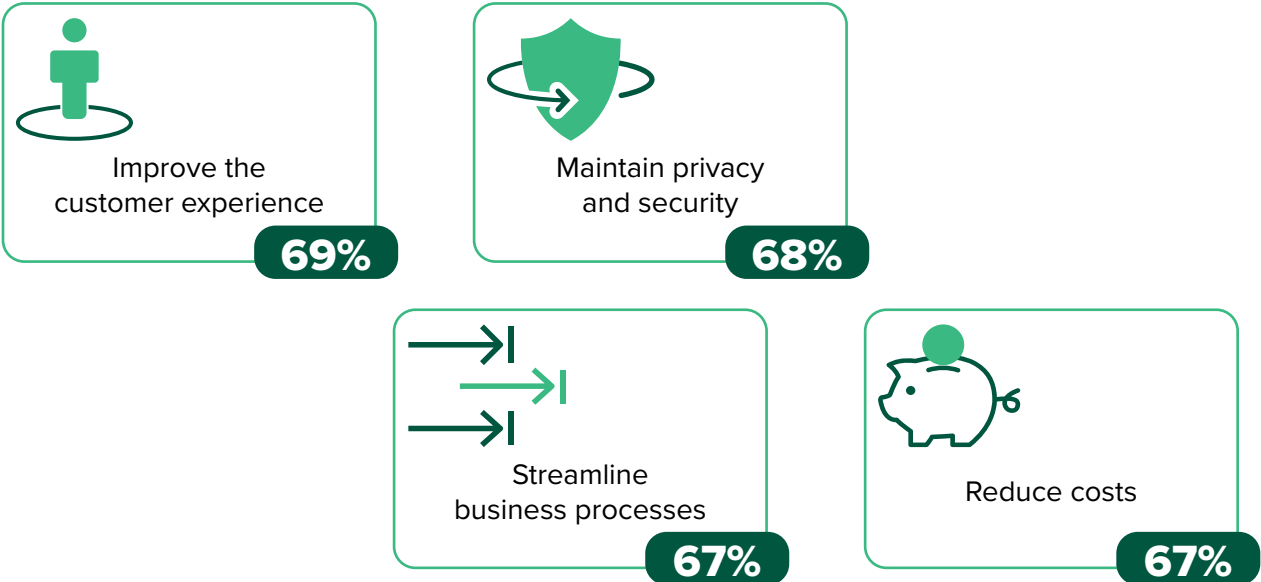 Improve the
customer experience
69%
Maintain privacy
and security
68%
Streamline
business processes
67%
Reduce costs
67%